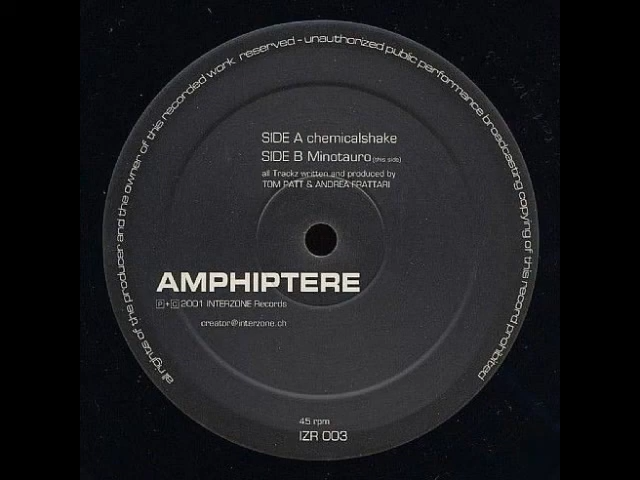 all rights of the producer and the owner of this recorded work reserved - unauthorized public performance broadcasting copying of this record prohibited
SIDE A chemicalshake
SIDE B Minotauro (this side)
all Trackz written and produced by
TOM PATT & ANDREA FRATTARI
AMPHIPTERE
P+C 2001 INTERZONE Records
creator@interzone.ch
45 rpm
IZR 003